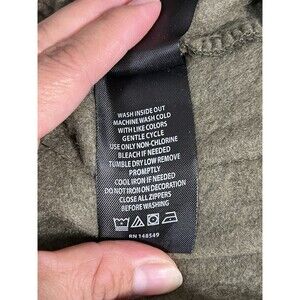 WASH INSIDE OUT
MACHINE WASH COLD
WITH LIKE COLORS
GENTLE CYCLE
USE ONLY NON-CHLORINE
BLEACH IF NEEDED
TUMBLE DRY LOW REMOVE
PROMPTLY
COOL IRON IF NEEDED
DO NOT IRON ON DECORATION
CLOSE ALL ZIPPERS
BEFORE WASHING
RN 148549